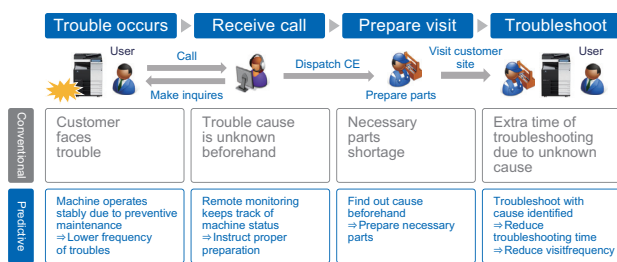 Trouble occurs
Receive call
Prepare visit
Troubleshoot
User
Call
Make inquires
Dispatch CE
Prepare parts
Visit customer
site
User
Conventional
Customer
faces
trouble
Trouble cause
is unknown
beforehand
Necessary
parts
shortage
Extra time of
troubleshooting
due to unknown
cause
Predictive
Machine operates
stably due to preventive
maintenance
⇒Lower frequency
of troubles
Remote monitoring
keeps track of
machine status
⇒Instruct proper
preparation
Find out cause
beforehand
⇒Prepare necessary
parts
Troubleshoot with
cause identified
⇒Reduce
troubleshooting time
⇒Reduce visitfrequency